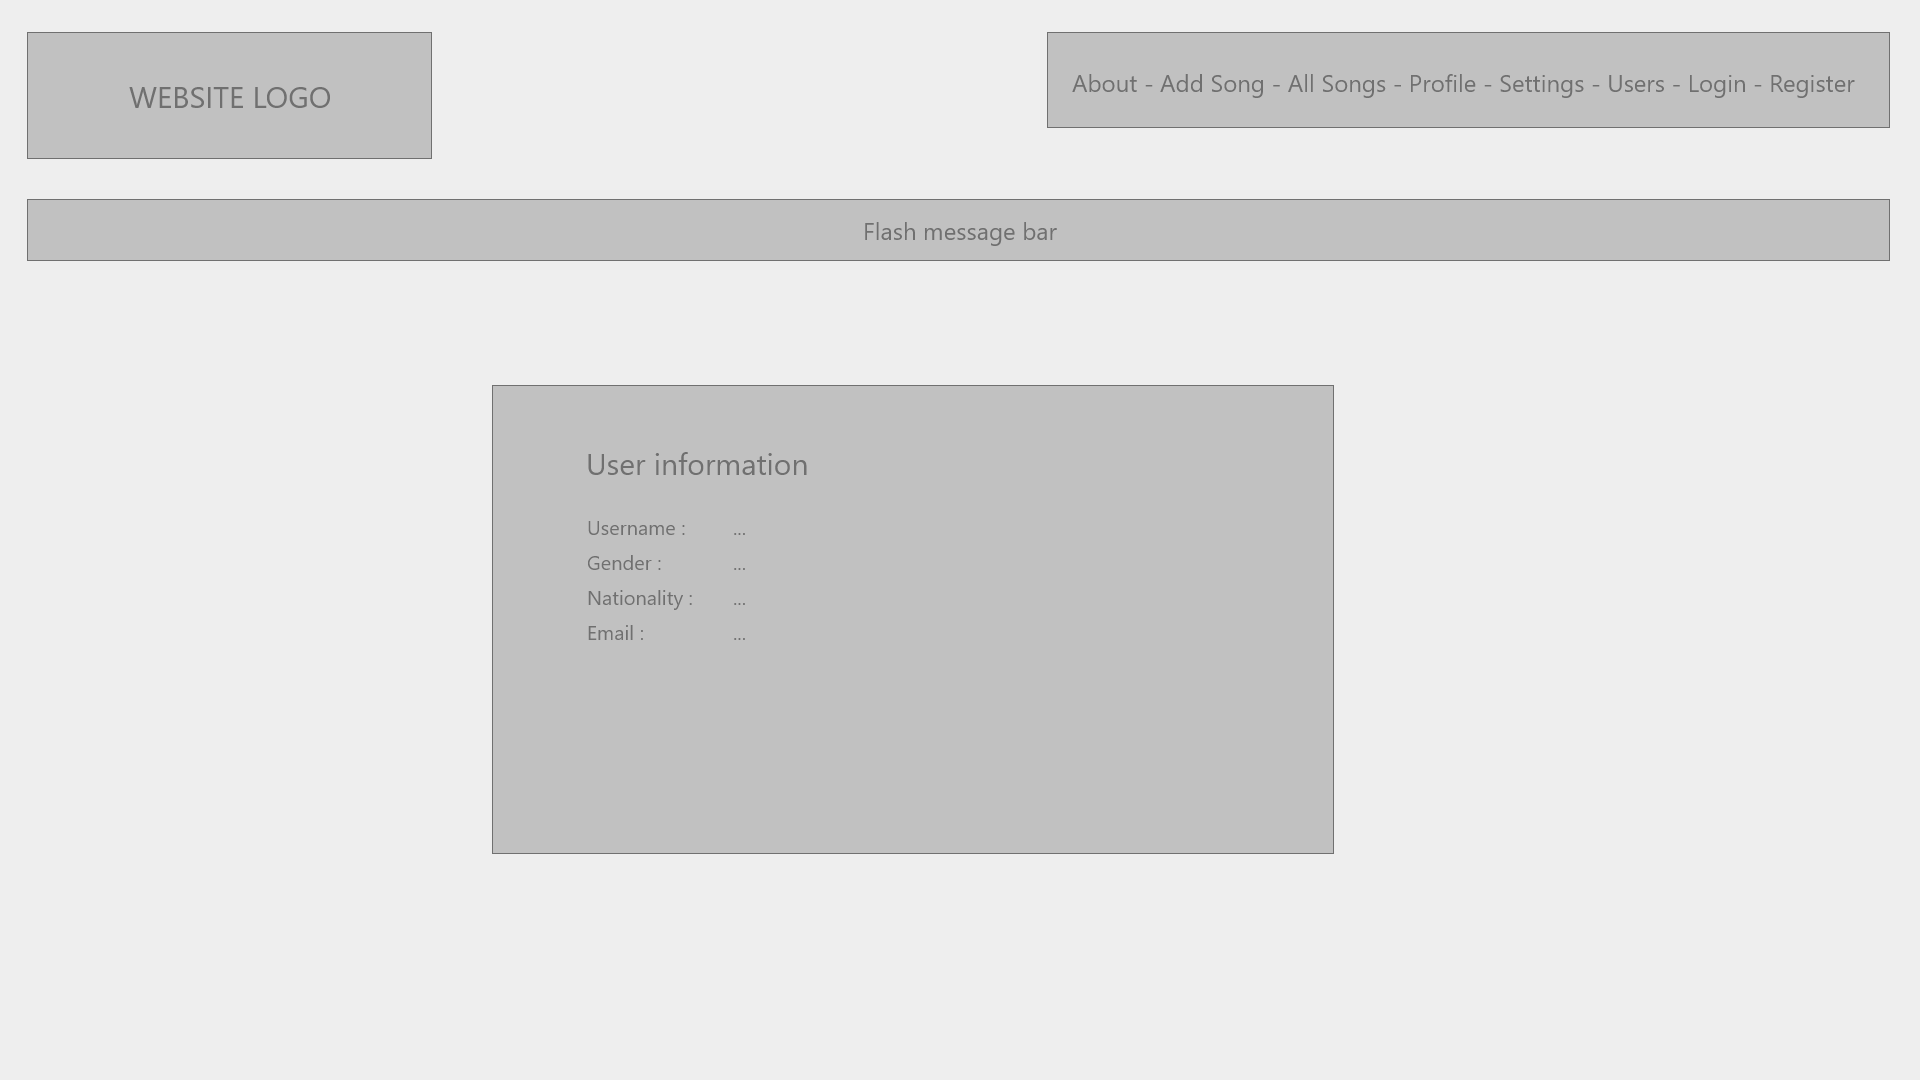 WEBSITE LOGO
About - Add Song - All Songs - Profile - Settings - Users - Login - Register
Flash message bar
User information
Username : ...
Gender : ...
Nationality : ...
Email : ...